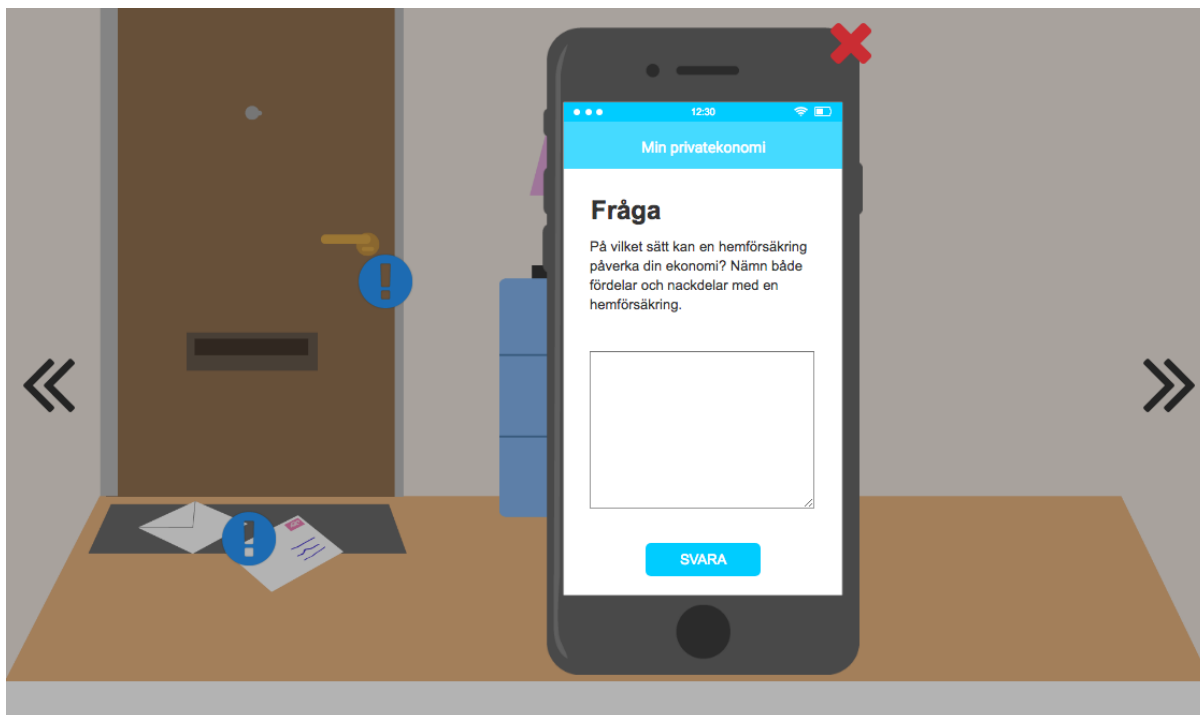 12:30
Min privatekonomi
Fråga
På vilket sätt kan en hemförsäkring
påverka din ekonomi? Nämn både
fördelar och nackdelar med en
hemförsäkring.
SVARA